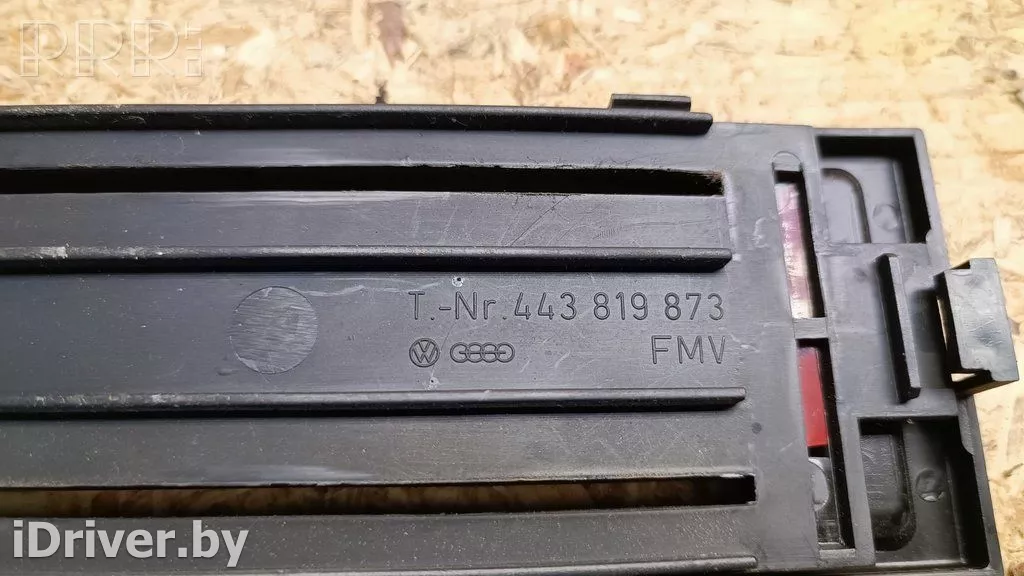 RRR:
T.-Nr.443 819 873
FMV
iDriver.by